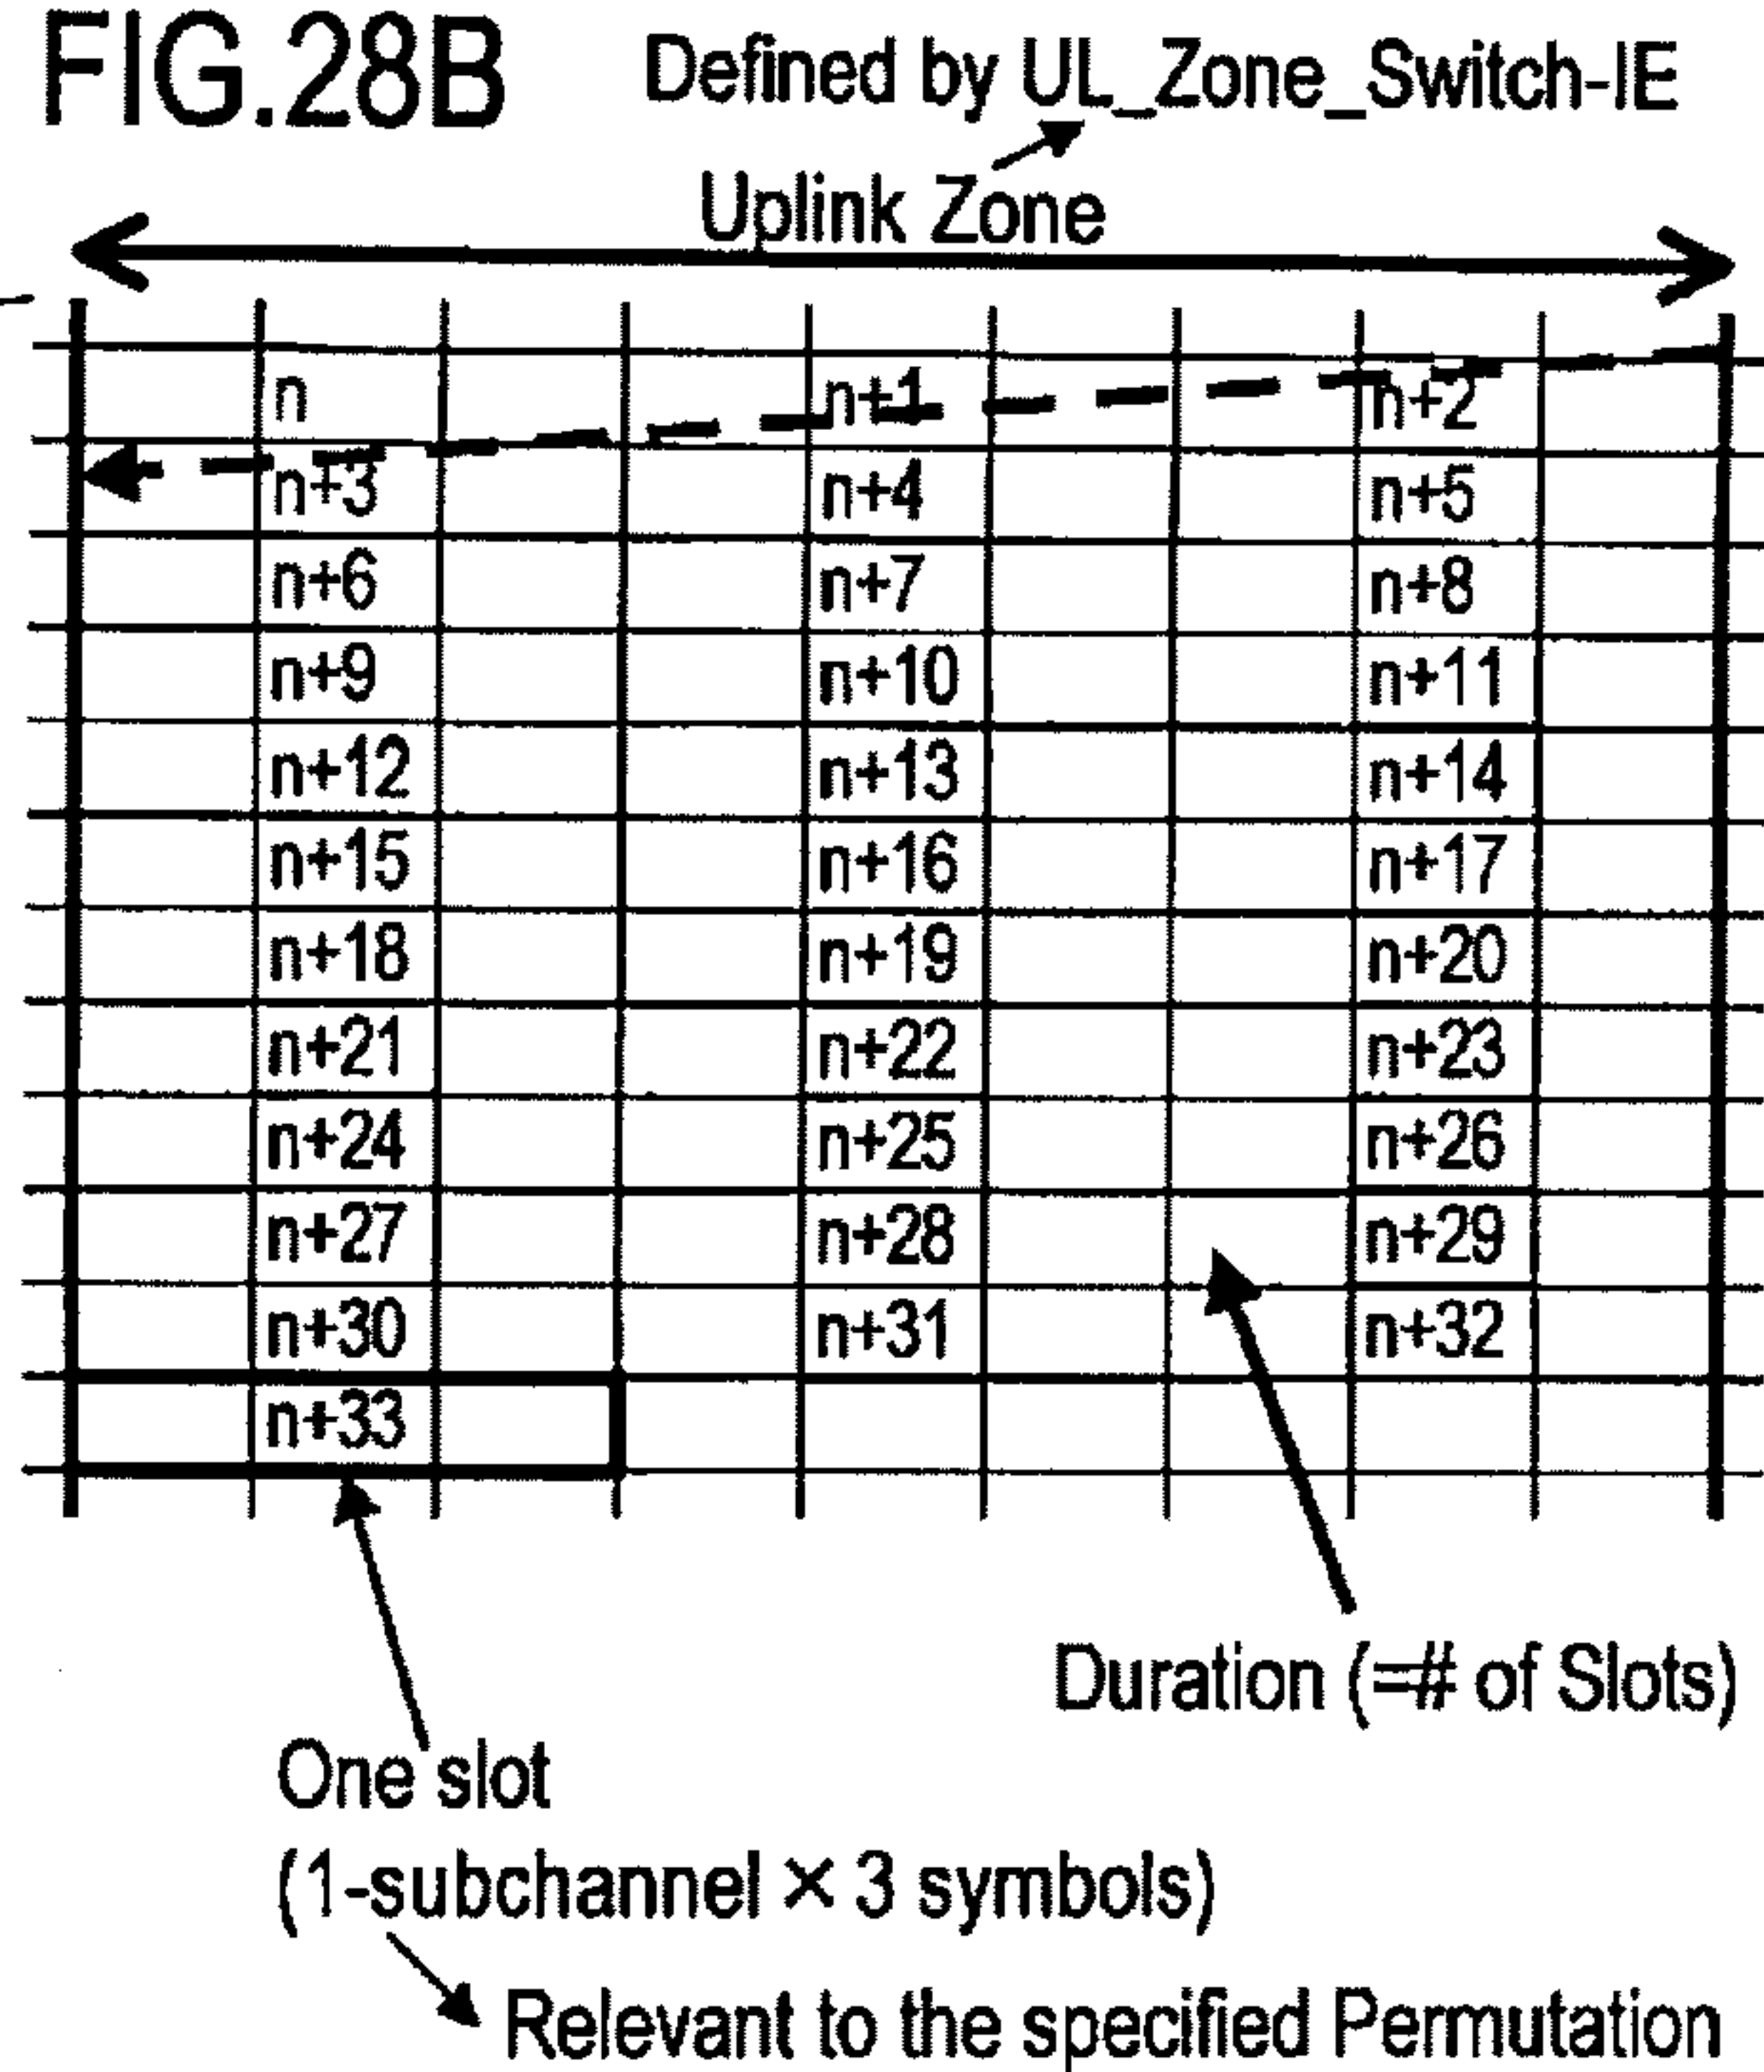 FIG.28B
Defined by UL_Zone_Switch-IE
Uplink Zone
n n+1 n+2
n+3 n+4 n+5
n+6 n+7 n+8
n+9 n+10 n+11
n+12 n+13 n+14
n+15 n+16 n+17
n+18 n+19 n+20
n+21 n+22 n+23
n+24 n+25 n+26
n+27 n+28 n+29
n+30 n+31 n+32
n+33
Duration (=# of Slots)
One slot
(1-subchannel × 3 symbols)
Relevant to the specified Permutation